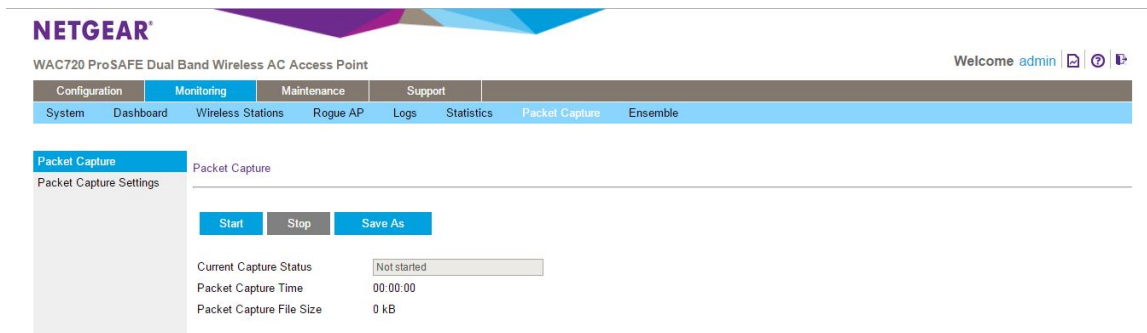 NETGEAR®
WAC720 ProSAFE Dual Band Wireless AC Access Point
Welcome admin
Configuration Monitoring Maintenance Support
System Dashboard Wireless Stations Rogue AP Logs Statistics Packet Capture Ensemble
Packet Capture
Packet Capture Settings
Packet Capture
Start Stop Save As
Current Capture Status Not started
Packet Capture Time 00:00:00
Packet Capture File Size 0 kB